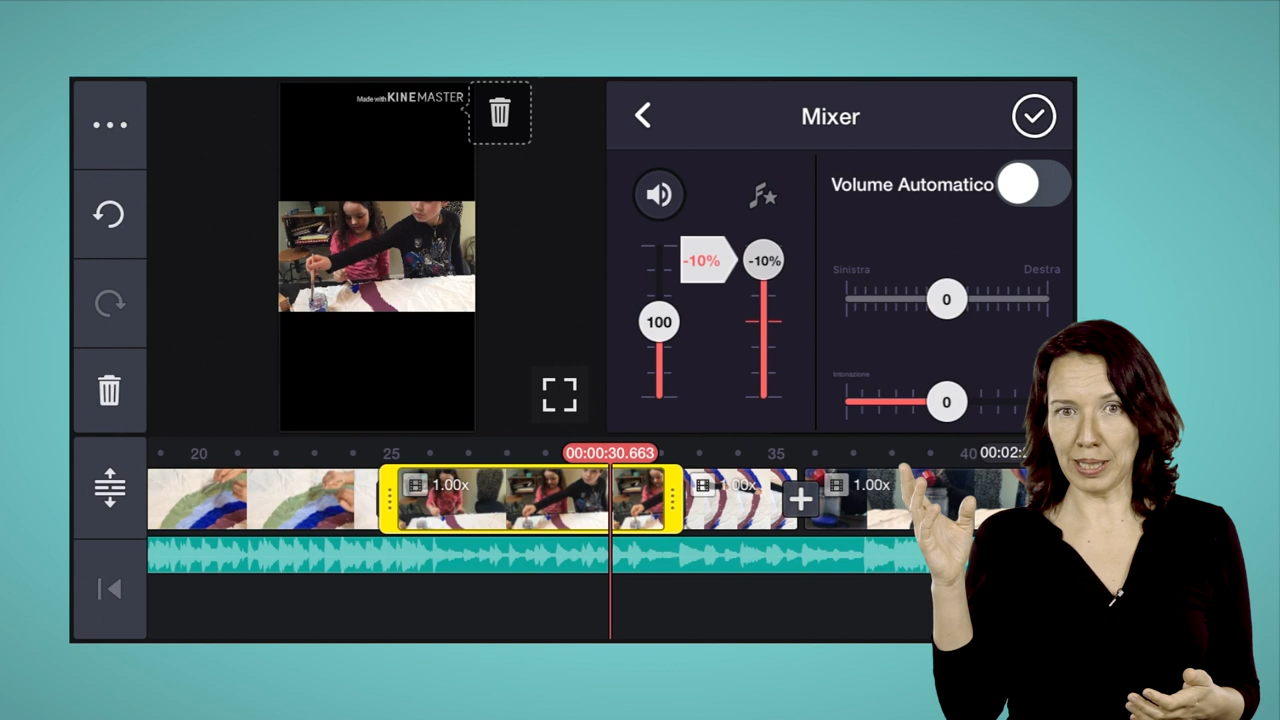 Made with KINEMASTER
Mixer
Volume Automatico
-10%
-10%
Sinistra
Destra
0
100
Intonazione
0
20
25
00:00:30.663
35
40
00:02:
1.00x
1.00x
1.00x